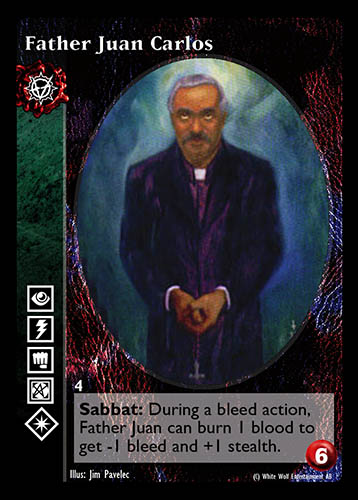 Father Juan Carlos
4
Sabbat: During a bleed action,
Father Juan can burn 1 blood to
get -1 bleed and +1 stealth.
6
Illus: Jim Pavelec
(C) White Wolf Entertainment AB